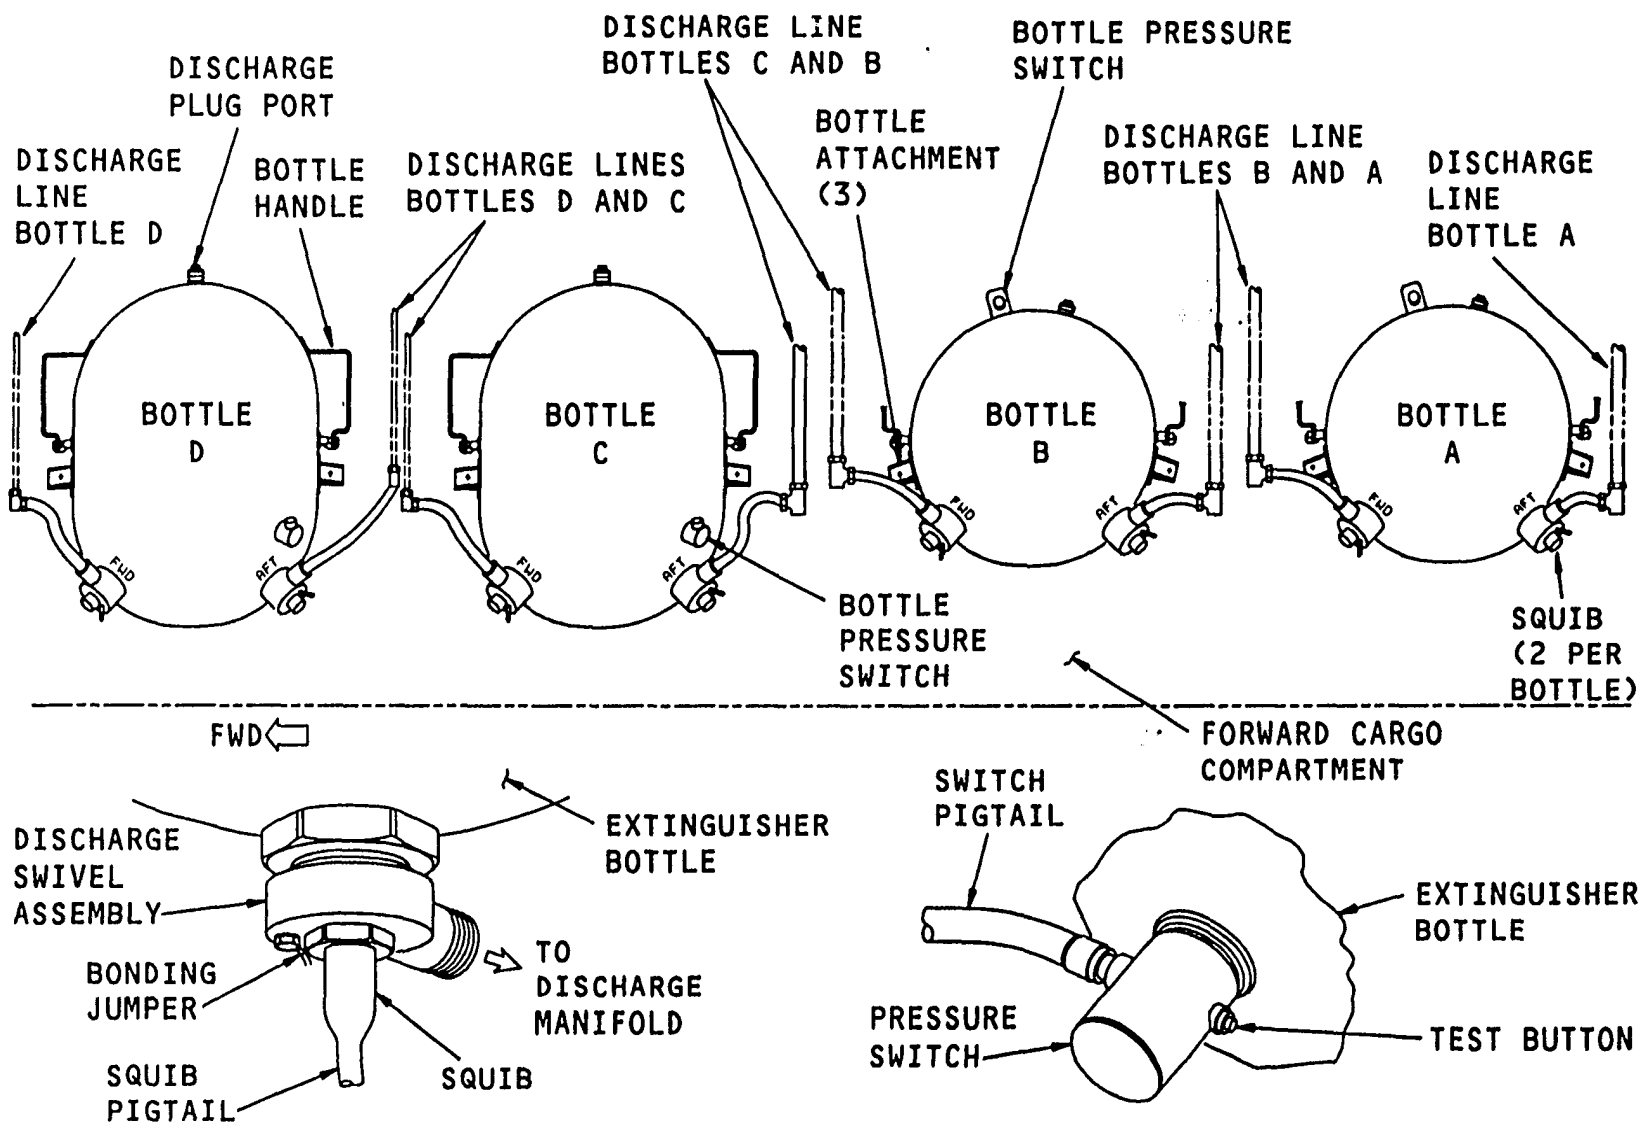 DISCHARGE LINE
BOTTLES C AND B
BOTTLE PRESSURE
SWITCH
DISCHARGE
PLUG PORT
BOTTLE
ATTACHMENT
(3)
DISCHARGE LINE
BOTTLES B AND A
DISCHARGE
LINE
BOTTLE D
BOTTLE
HANDLE
DISCHARGE LINES
BOTTLES D AND C
DISCHARGE
LINE
BOTTLE A
BOTTLE
D
BOTTLE
C
BOTTLE
B
BOTTLE
A
FWD
AFT
FWD
AFT
FWD
AFT
FWD
AFT
BOTTLE
PRESSURE
SWITCH
SQUIB
(2 PER
BOTTLE)
FWD
FORWARD CARGO
COMPARTMENT
DISCHARGE
SWIVEL
ASSEMBLY
EXTINGUISHER
BOTTLE
BONDING
JUMPER
TO
DISCHARGE
MANIFOLD
SQUIB
PIGTAIL
SQUIB
SWITCH
PIGTAIL
EXTINGUISHER
BOTTLE
PRESSURE
SWITCH
TEST BUTTON